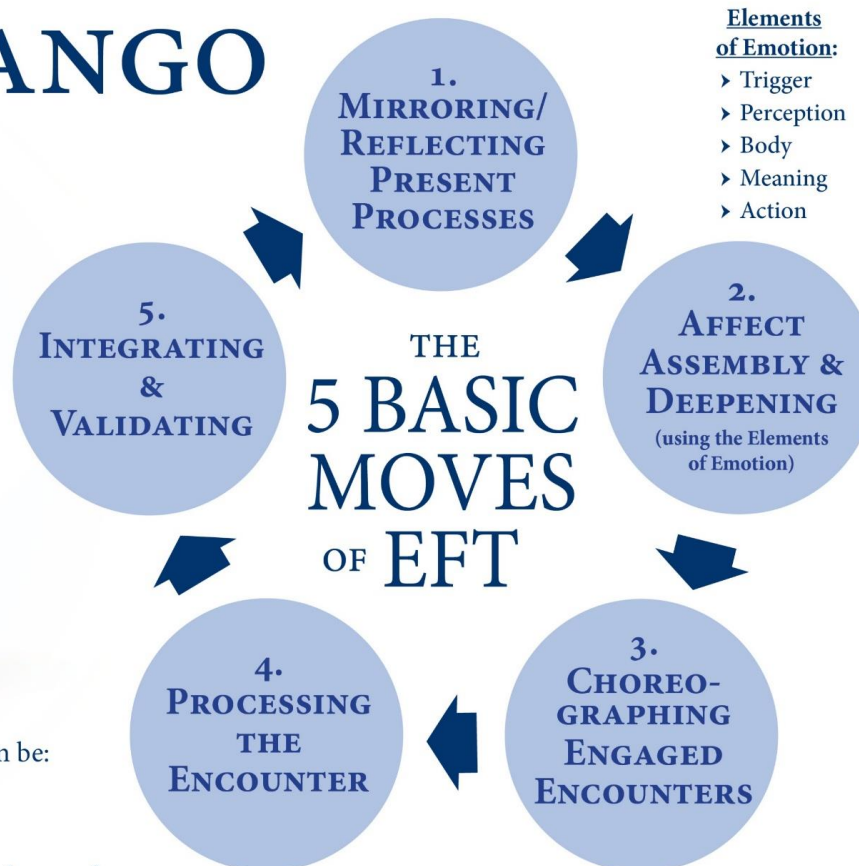 ANGO
Elements
of Emotion:
➤ Trigger
➤ Perception
➤ Body
➤ Meaning
➤ Action
1.
MIRRORING/
REFLECTING
PRESENT
PROCESSES
2.
AFFECT
ASSEMBLY &
DEEPENING
(using the Elements
of Emotion)
THE
5 BASIC
MOVES
OF EFT
3.
CHOREO-
GRAPHING
ENGAGED
ENCOUNTERS
4.
PROCESSING
THE
ENCOUNTER
5.
INTEGRATING
&
VALIDATING
n be: